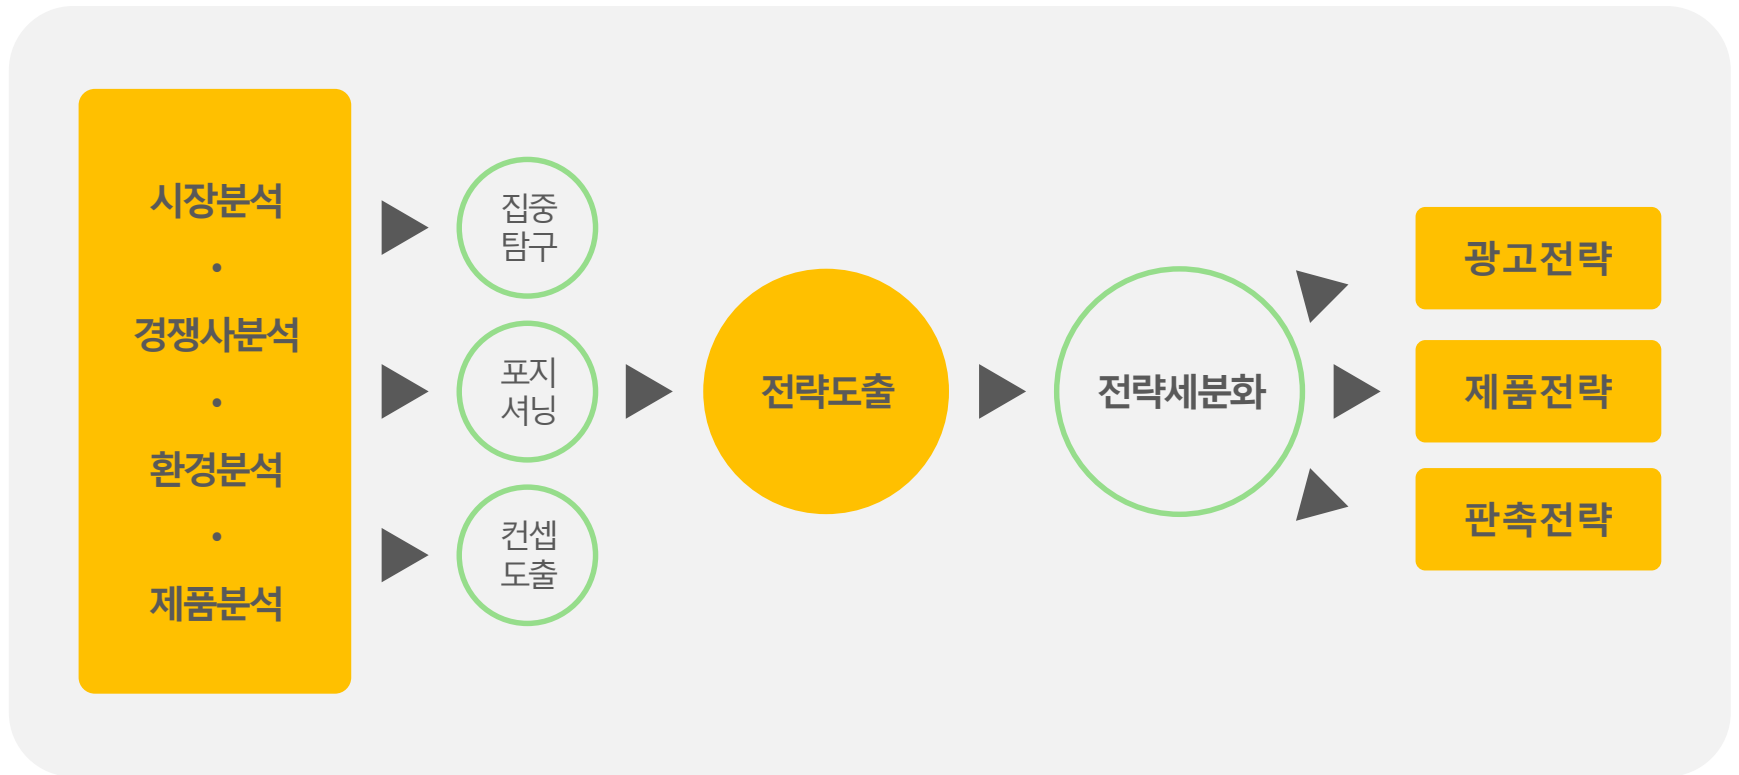 시장분석
·
경쟁사분석
·
환경분석
·
제품분석
집중
탐구
포지
셔닝
컨셉
도출
전략도출
전략세분화
광고전략
제품전략
판촉전략